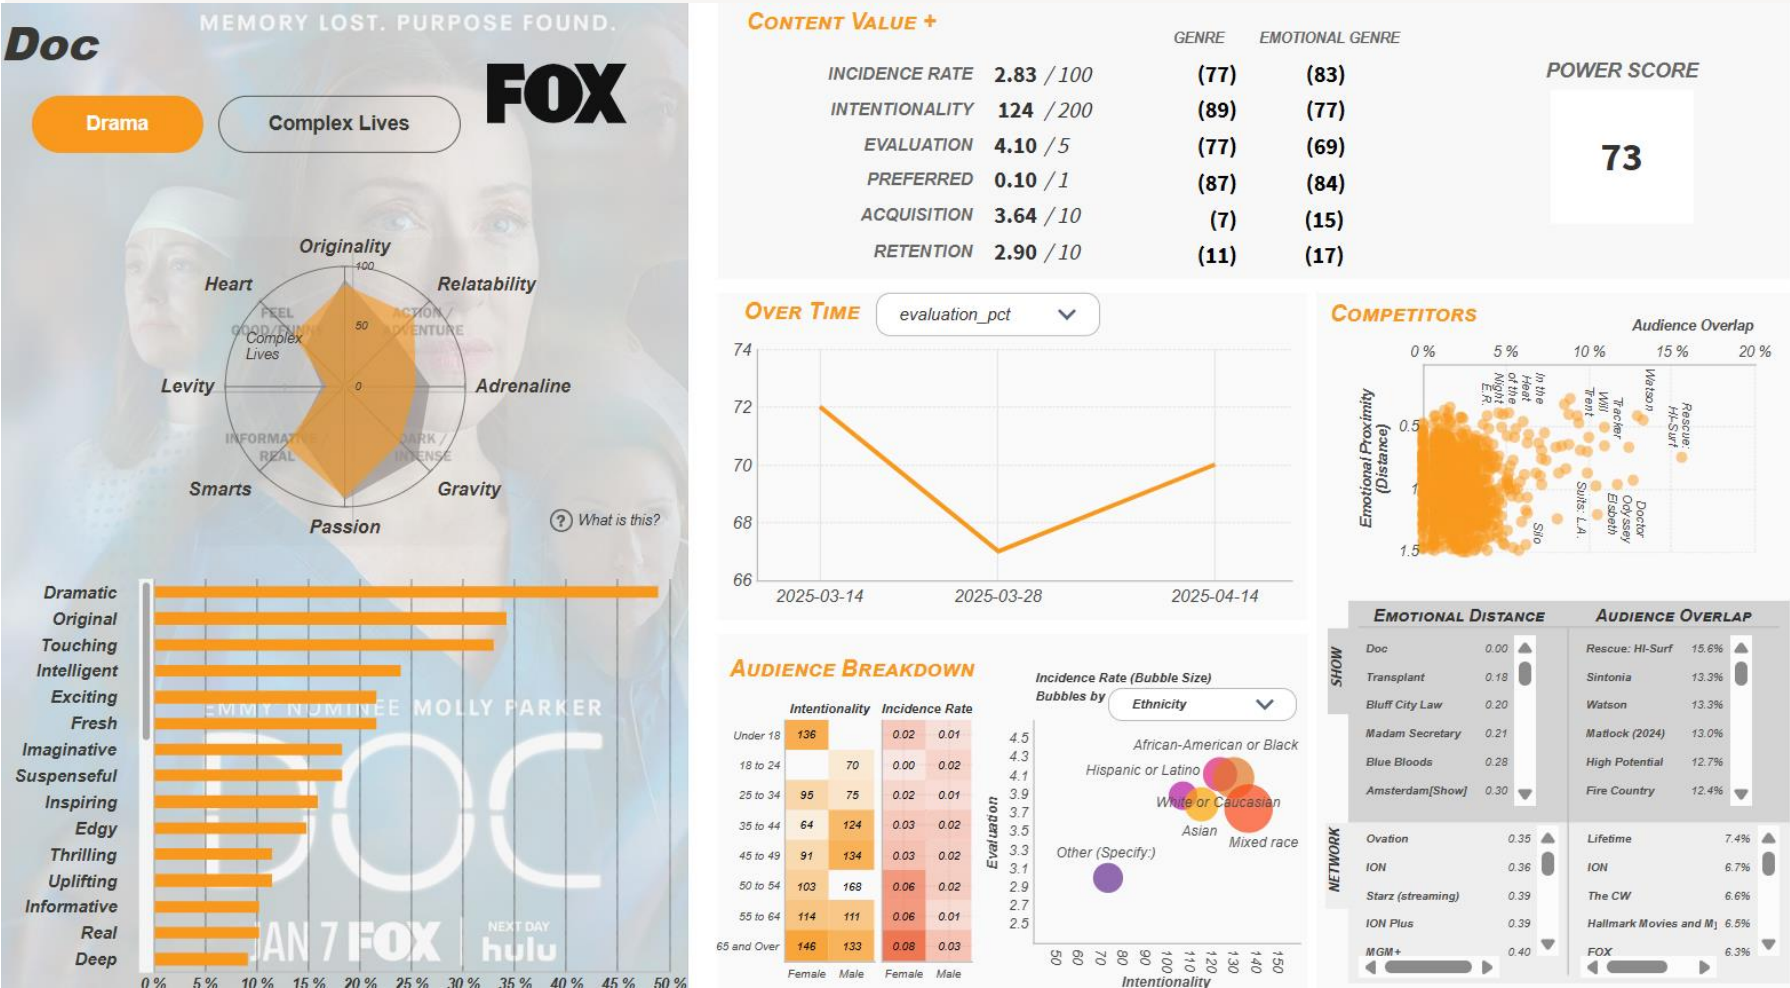 MEMORY LOST. PURPOSE FOUND.
Doc
FOX
Drama
Complex Lives
Originality
100
Heart
Relatability
FEEL
GOOD/FUNNY
ACTION /
ADVENTURE
50
Complex
Lives
Levity
0
Adrenaline
INFORMATIVE /
REAL
DARK /
INTENSE
Smarts
Gravity
Passion
? What is this?
Dramatic
Original
Touching
Intelligent
Exciting
Fresh
EMMY NOMINEE MOLLY PARKER
Imaginative
Suspenseful
Inspiring
Edgy
DOC
Thrilling
Uplifting
Informative
Real
Deep
JAN 7 FOX
NEXT DAY
hulu
0 % 5 % 10 % 15 % 20 % 25 % 30 % 35 % 40 % 45 % 50 %
CONTENT VALUE +
GENRE EMOTIONAL GENRE
INCIDENCE RATE 2.83 / 100 (77) (83)
INTENTIONALITY 124 / 200 (89) (77)
EVALUATION 4.10 / 5 (77) (69)
PREFERRED 0.10 / 1 (87) (84)
ACQUISITION 3.64 / 10 (7) (15)
RETENTION 2.90 / 10 (11) (17)
POWER SCORE
73
OVER TIME
evaluation_pct
74
72
70
68
66
2025-03-14 2025-03-28 2025-04-14
COMPETITORS
Audience Overlap
0 % 5 % 10 % 15 % 20 %
Emotional Proximity
(Distance)
0.5
1
1.5
E.R.
In the
Heat
of the
Night
Will
Trent
Tracker
Watson
Rescue:
HI-Surf
Silo
Suits: L.A.
Elsbeth
Doctor
Odyssey
EMOTIONAL DISTANCE AUDIENCE OVERLAP
SHOW
Doc 0.00 Rescue: HI-Surf 15.6%
Transplant 0.18 Sintonia 13.3%
Bluff City Law 0.20 Watson 13.3%
Madam Secretary 0.21 Matlock (2024) 13.0%
Blue Bloods 0.28 High Potential 12.7%
Amsterdam[Show] 0.30 Fire Country 12.4%
NETWORK
Ovation 0.35 Lifetime 7.4%
ION 0.36 ION 6.7%
Starz (streaming) 0.39 The CW 6.6%
ION Plus 0.39 Hallmark Movies and My 6.5%
MGM+ 0.40 FOX 6.3%
AUDIENCE BREAKDOWN
Intentionality Incidence Rate
Under 18 136 0.02 0.01
18 to 24 70 0.00 0.02
25 to 34 95 75 0.02 0.01
35 to 44 64 124 0.03 0.02
45 to 49 91 134 0.03 0.02
50 to 54 103 168 0.06 0.02
55 to 64 114 111 0.06 0.01
65 and Over 146 133 0.08 0.03
Female Male Female Male
Incidence Rate (Bubble Size)
Bubbles by Ethnicity
Evaluation
4.5
4.3
4.1
3.9
3.7
3.5
3.3
3.1
2.9
2.7
2.5
African-American or Black
Hispanic or Latino
White or Caucasian
Asian
Mixed race
Other (Specify:)
50 60 70 80 90 100 110 120 130 140 150
Intentionality